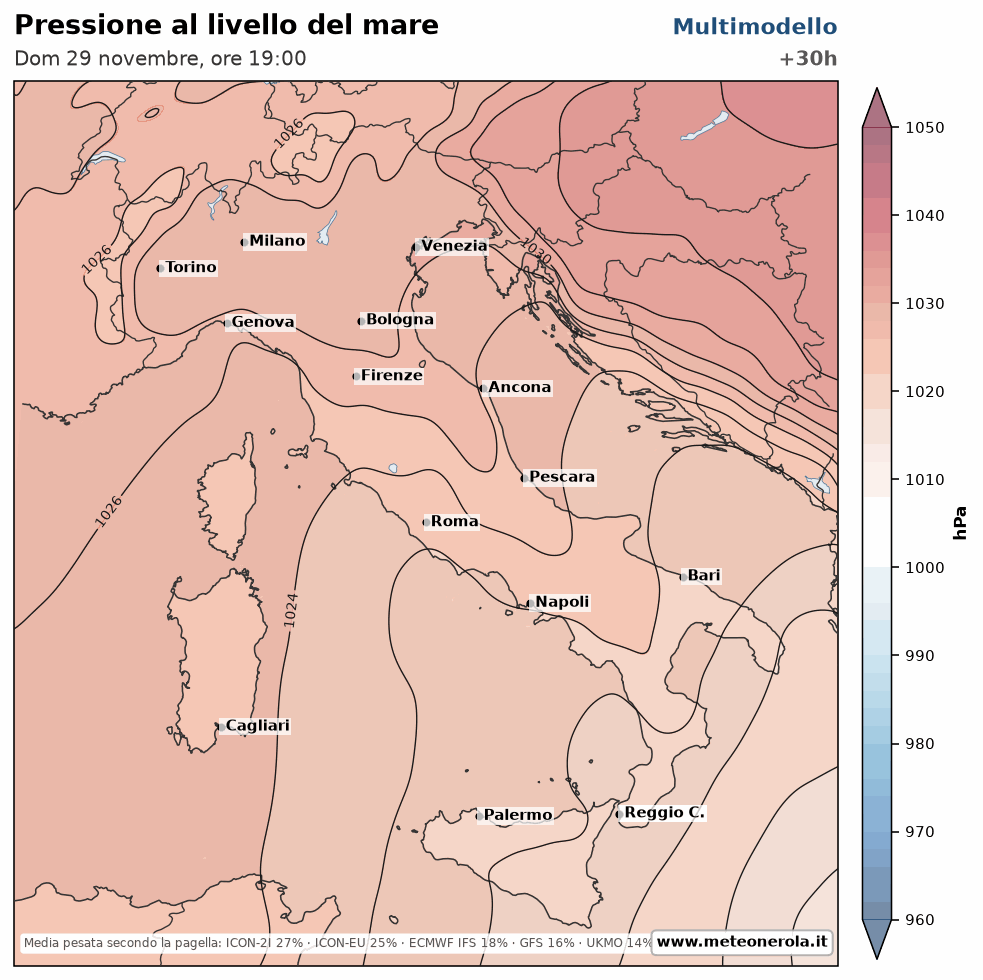 Pressione al livello del mare
Multimodello
Dom 29 novembre, ore 19:00
+30h
1026
1026
1030
Milano
Venezia
Torino
Genova
Bologna
Firenze
Ancona
Pescara
1026
Roma
Bari
Napoli
1024
Cagliari
Palermo
Reggio C.
1050
1040
1030
1020
1010
1000
990
980
970
960
hPa
Media pesata secondo la pagella: ICON-2I 27% · ICON-EU 25% · ECMWF IFS 18% · GFS 16% · UKMO 14%
www.meteonerola.it